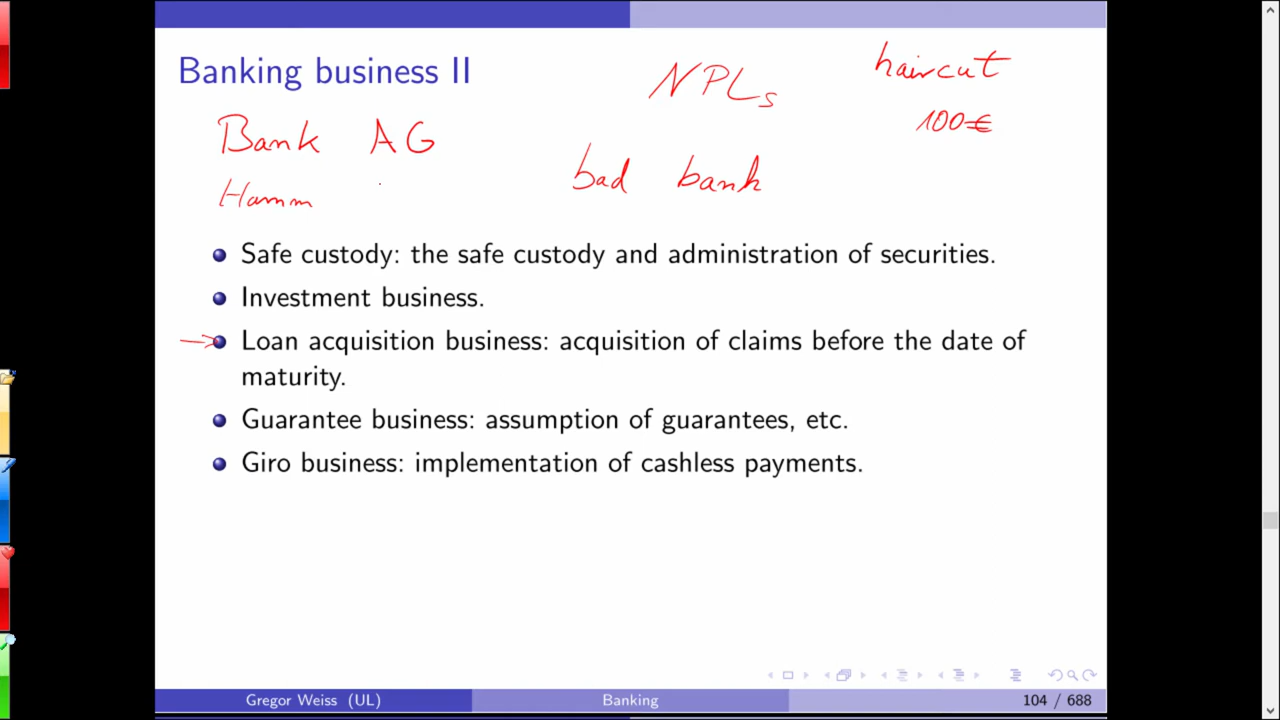 Banking business II
NPLs
haircut
100€
Bank AG
bad bank
Hamm
Safe custody: the safe custody and administration of securities.
Investment business.
Loan acquisition business: acquisition of claims before the date of
maturity.
Guarantee business: assumption of guarantees, etc.
Giro business: implementation of cashless payments.
Gregor Weiss (UL)
Banking
104 / 688